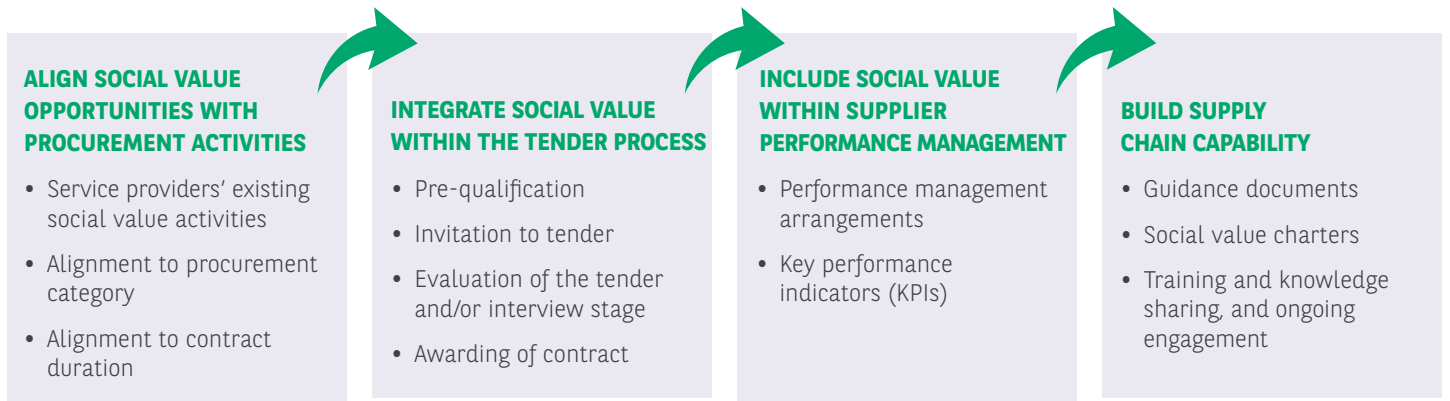 ALIGN SOCIAL VALUE
OPPORTUNITIES WITH
PROCUREMENT ACTIVITIES
• Service providers’ existing
social value activities
• Alignment to procurement
category
• Alignment to contract
duration
INTEGRATE SOCIAL VALUE
WITHIN THE TENDER PROCESS
• Pre-qualification
• Invitation to tender
• Evaluation of the tender
and/or interview stage
• Awarding of contract
INCLUDE SOCIAL VALUE
WITHIN SUPPLIER
PERFORMANCE MANAGEMENT
• Performance management
arrangements
• Key performance
indicators (KPIs)
BUILD SUPPLY
CHAIN CAPABILITY
• Guidance documents
• Social value charters
• Training and knowledge
sharing, and ongoing
engagement